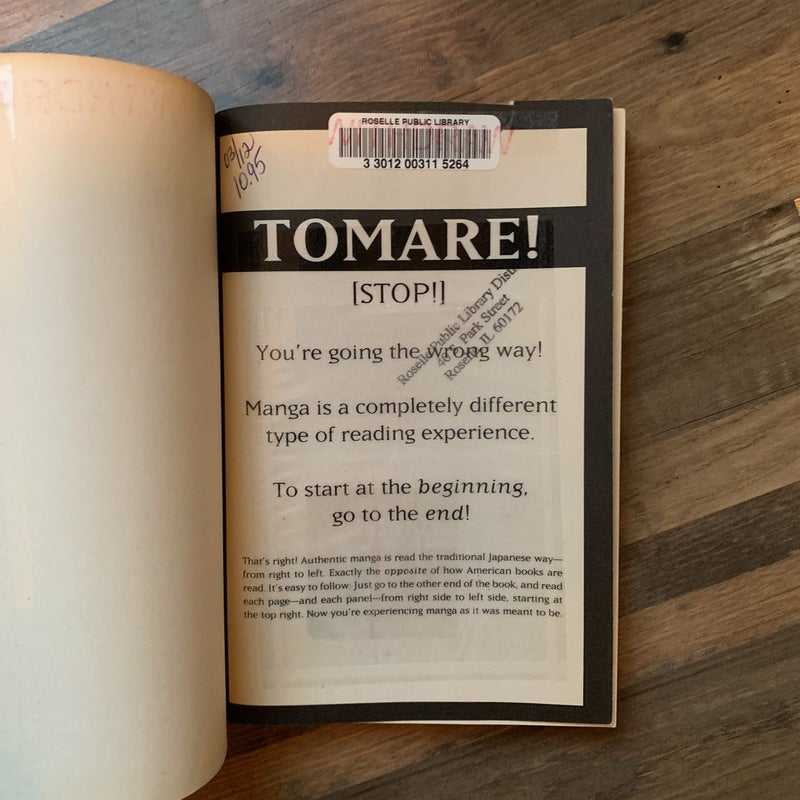 ROSELLE PUBLIC LIBRARY
3 3012 00311 5264
03/12
10.95
TOMARE!
[STOP!]
Roselle Public Library
Park Street
Roselle, IL 60172
You're going the wrong way!
Manga is a completely different
type of reading experience.
To start at the beginning,
go to the end!
That's right! Authentic manga is read the traditional Japanese way—
from right to left. Exactly the opposite of how American books are
read. It's easy to follow: Just go to the other end of the book, and read
each page—and each panel—from right side to left side, starting at
the top right. Now you're experiencing manga as it was meant to be.